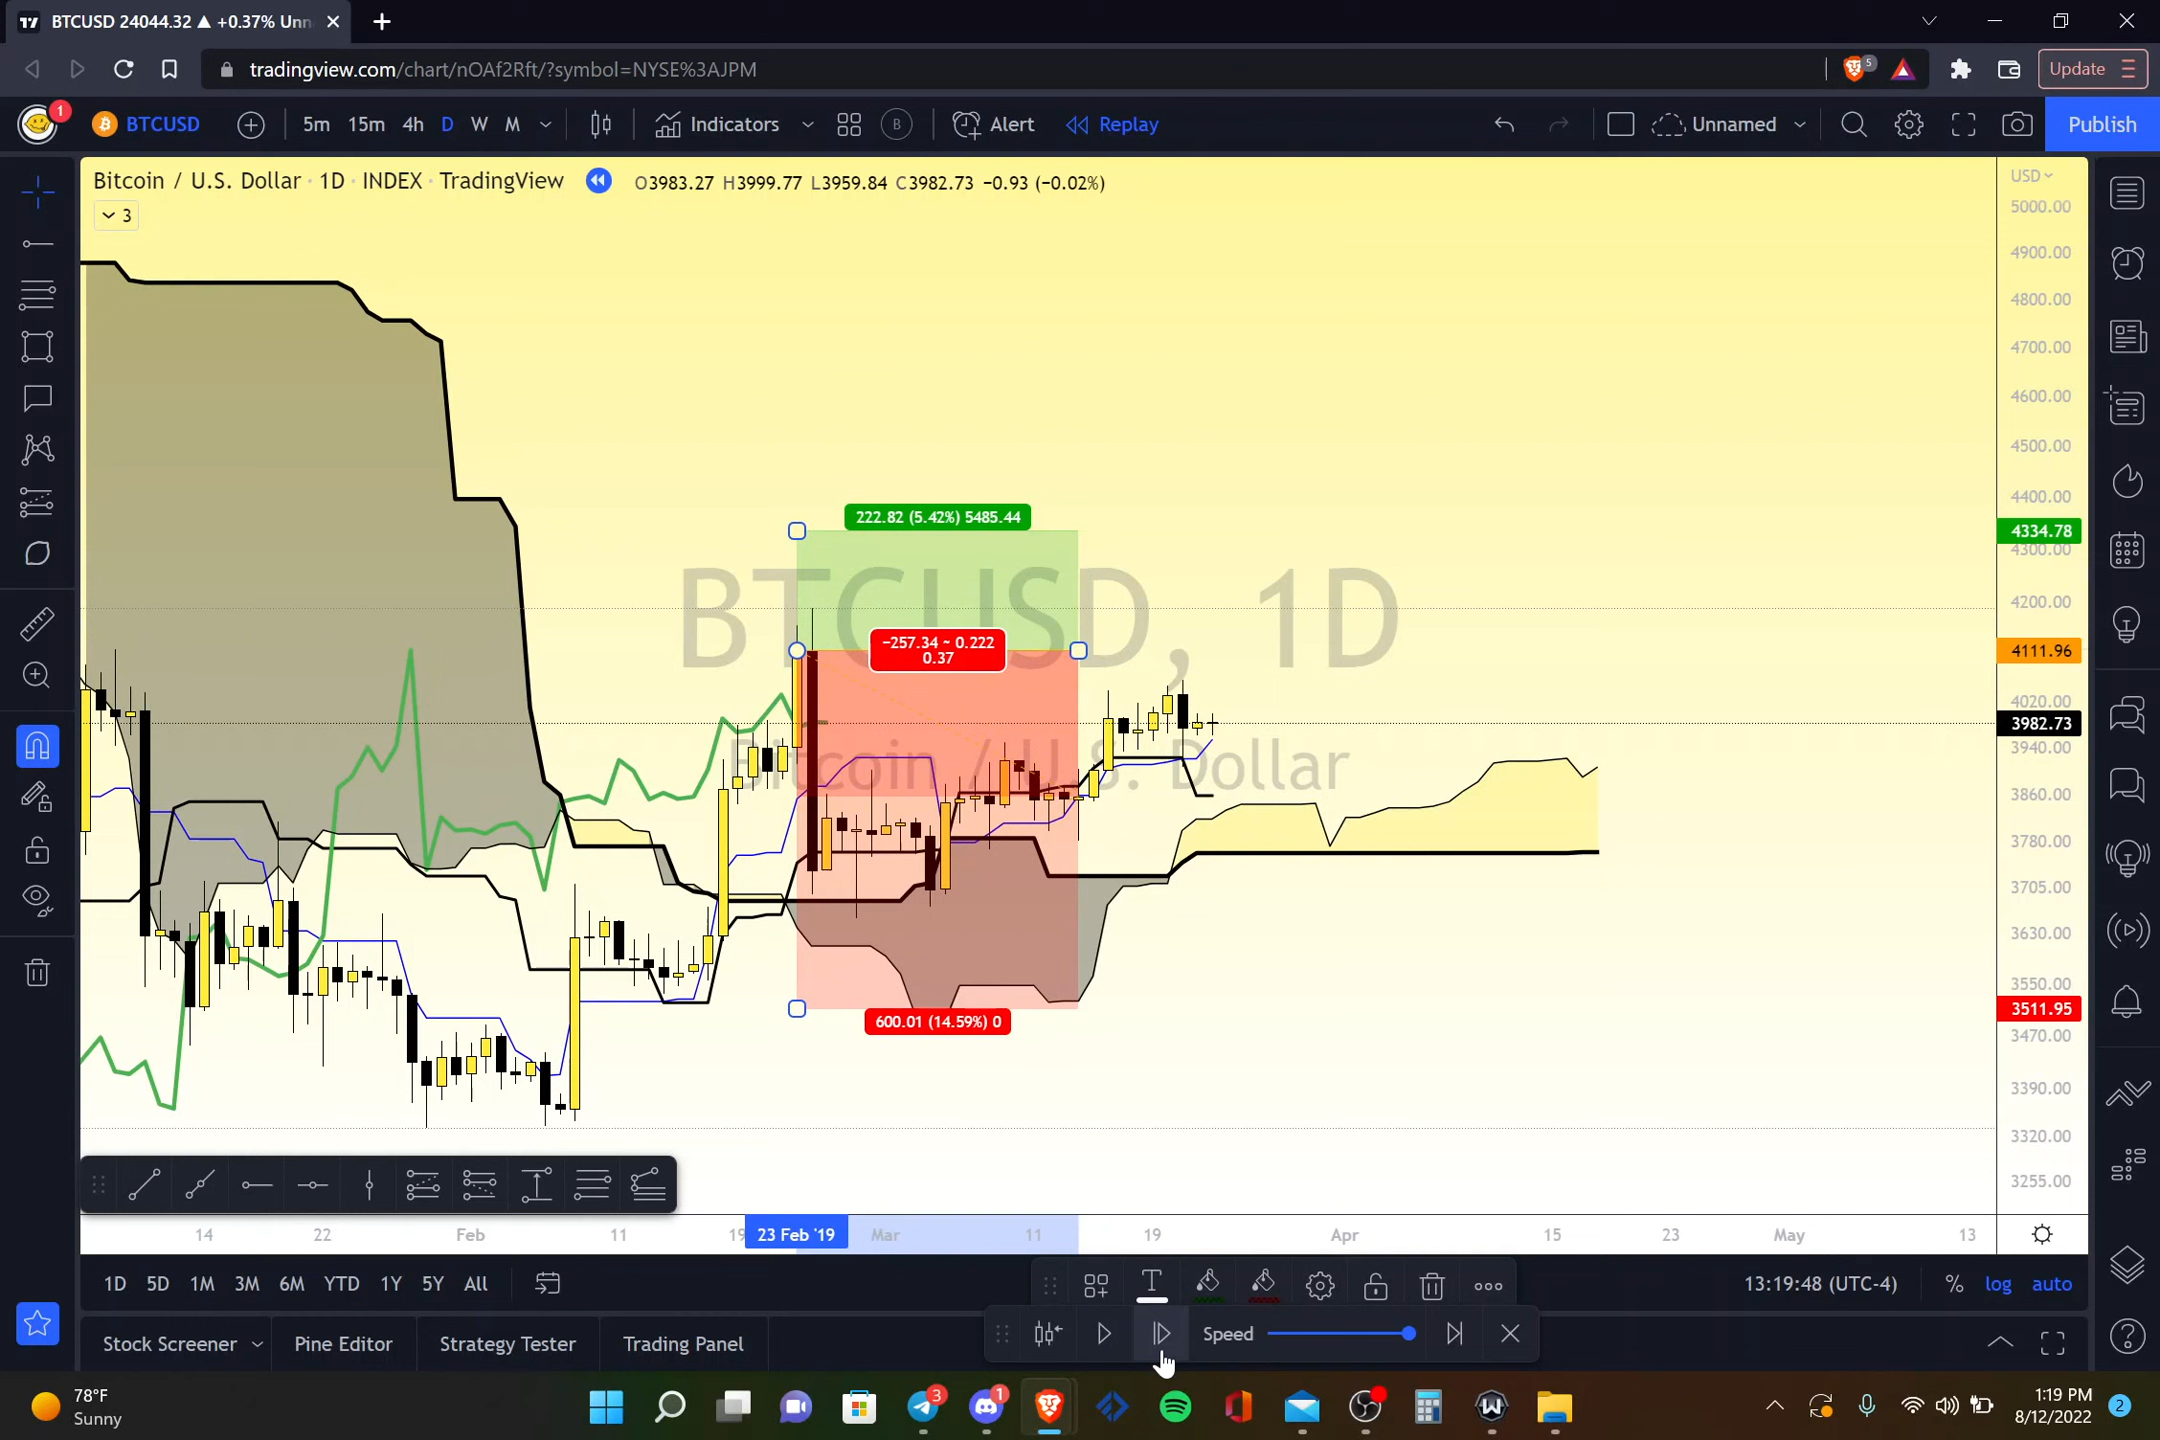 BTCUSD 24044.32 ▲ +0.37% Unn
tradingview.com/chart/nOAf2Rft/?symbol=NYSE%3AJPM
5
Update
1
BTCUSD
5m 15m 4h D W M
Indicators
B
Alert
Replay
Unnamed
Publish
Bitcoin / U.S. Dollar · 1D · INDEX · TradingView
O3983.27 H3999.77 L3959.84 C3982.73 −0.93 (−0.02%)
3
USD
5000.00
4900.00
4800.00
4700.00
4600.00
4500.00
4400.00
4334.78
4300.00
4200.00
4111.96
4020.00
3982.73
3940.00
3860.00
3780.00
3705.00
3630.00
3550.00
3511.95
3470.00
3390.00
3320.00
3255.00
BTCUSD, 1D
Bitcoin / U.S. Dollar
222.82 (5.42%) 5485.44
−257.34 ~ 0.222
0.37
600.01 (14.59%) 0
14 22 Feb 11 19 23 Feb '19 Mar 11 19 Apr 15 23 May 13
1D 5D 1M 3M 6M YTD 1Y 5Y All
T
13:19:48 (UTC-4)
% log auto
Stock Screener
Pine Editor
Strategy Tester
Trading Panel
Speed
78°F
Sunny
3
1
1:19 PM
8/12/2022
2